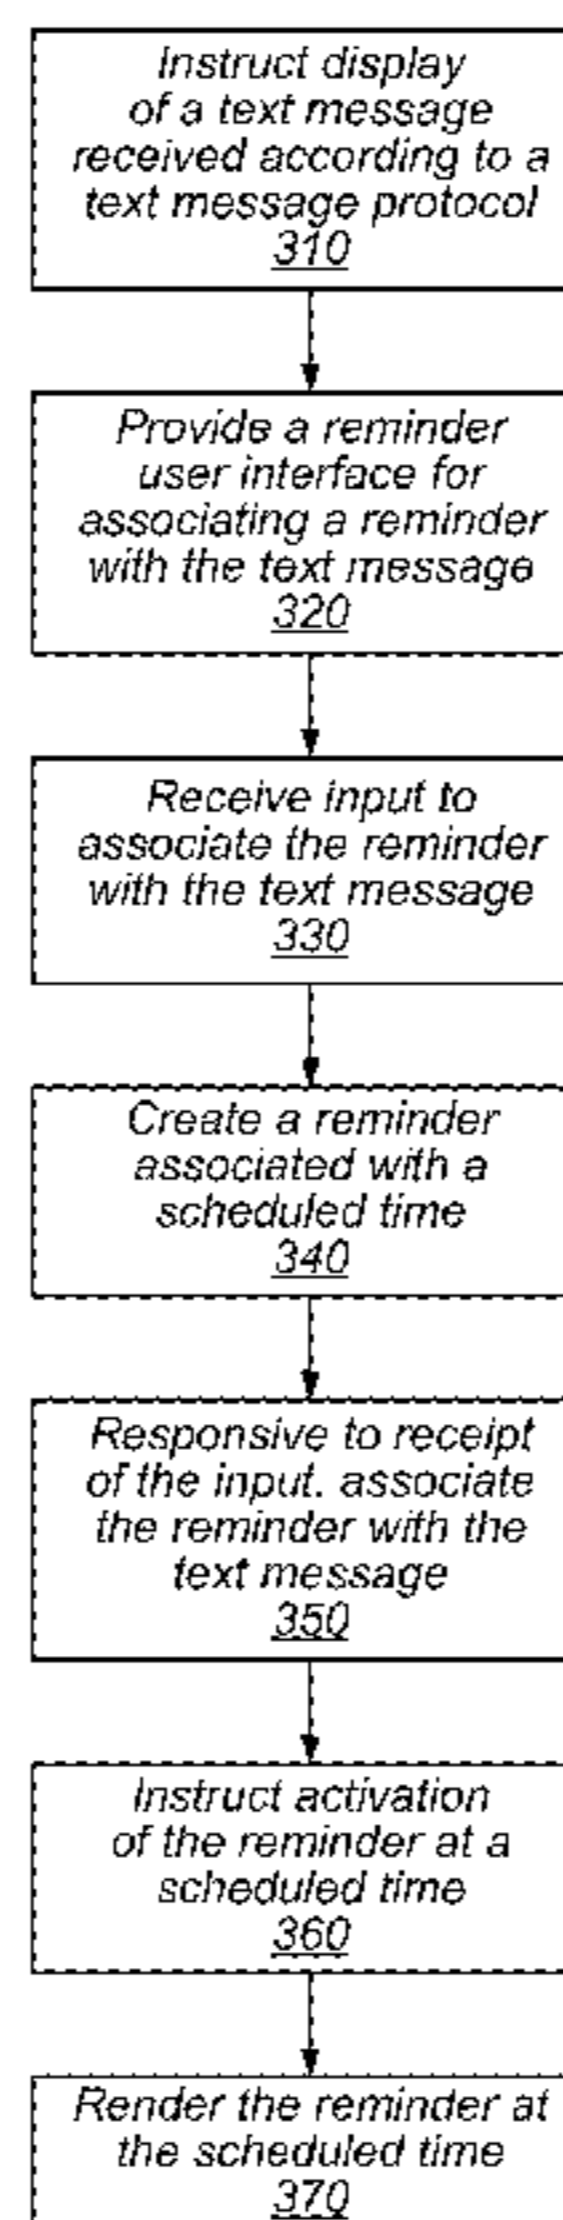 Instruct display
of a text message
received according to a
text message protocol
310
Provide a reminder
user interface for
associating a reminder
with the text message
320
Receive input to
associate the reminder
with the text message
330
Create a reminder
associated with a
scheduled time
340
Responsive to receipt
of the input. associate
the reminder with the
text message
350
Instruct activation
of the reminder at a
scheduled time
360
Render the reminder at
the scheduled time
370